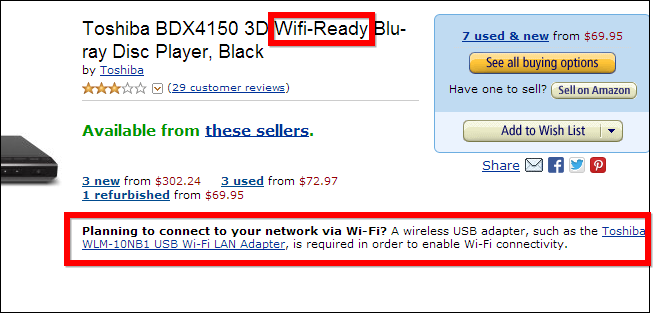 Toshiba BDX4150 3D Wifi-Ready Blu-
ray Disc Player, Black
by Toshiba
(29 customer reviews)
Available from these sellers.
3 new from $302.24 3 used from $72.97
1 refurbished from $69.95
Planning to connect to your network via Wi-Fi? A wireless USB adapter, such as the Toshiba
WLM-10NB1 USB Wi-Fi LAN Adapter, is required in order to enable Wi-Fi connectivity.
7 used & new from $69.95
See all buying options
Have one to sell? Sell on Amazon
Add to Wish List
Share